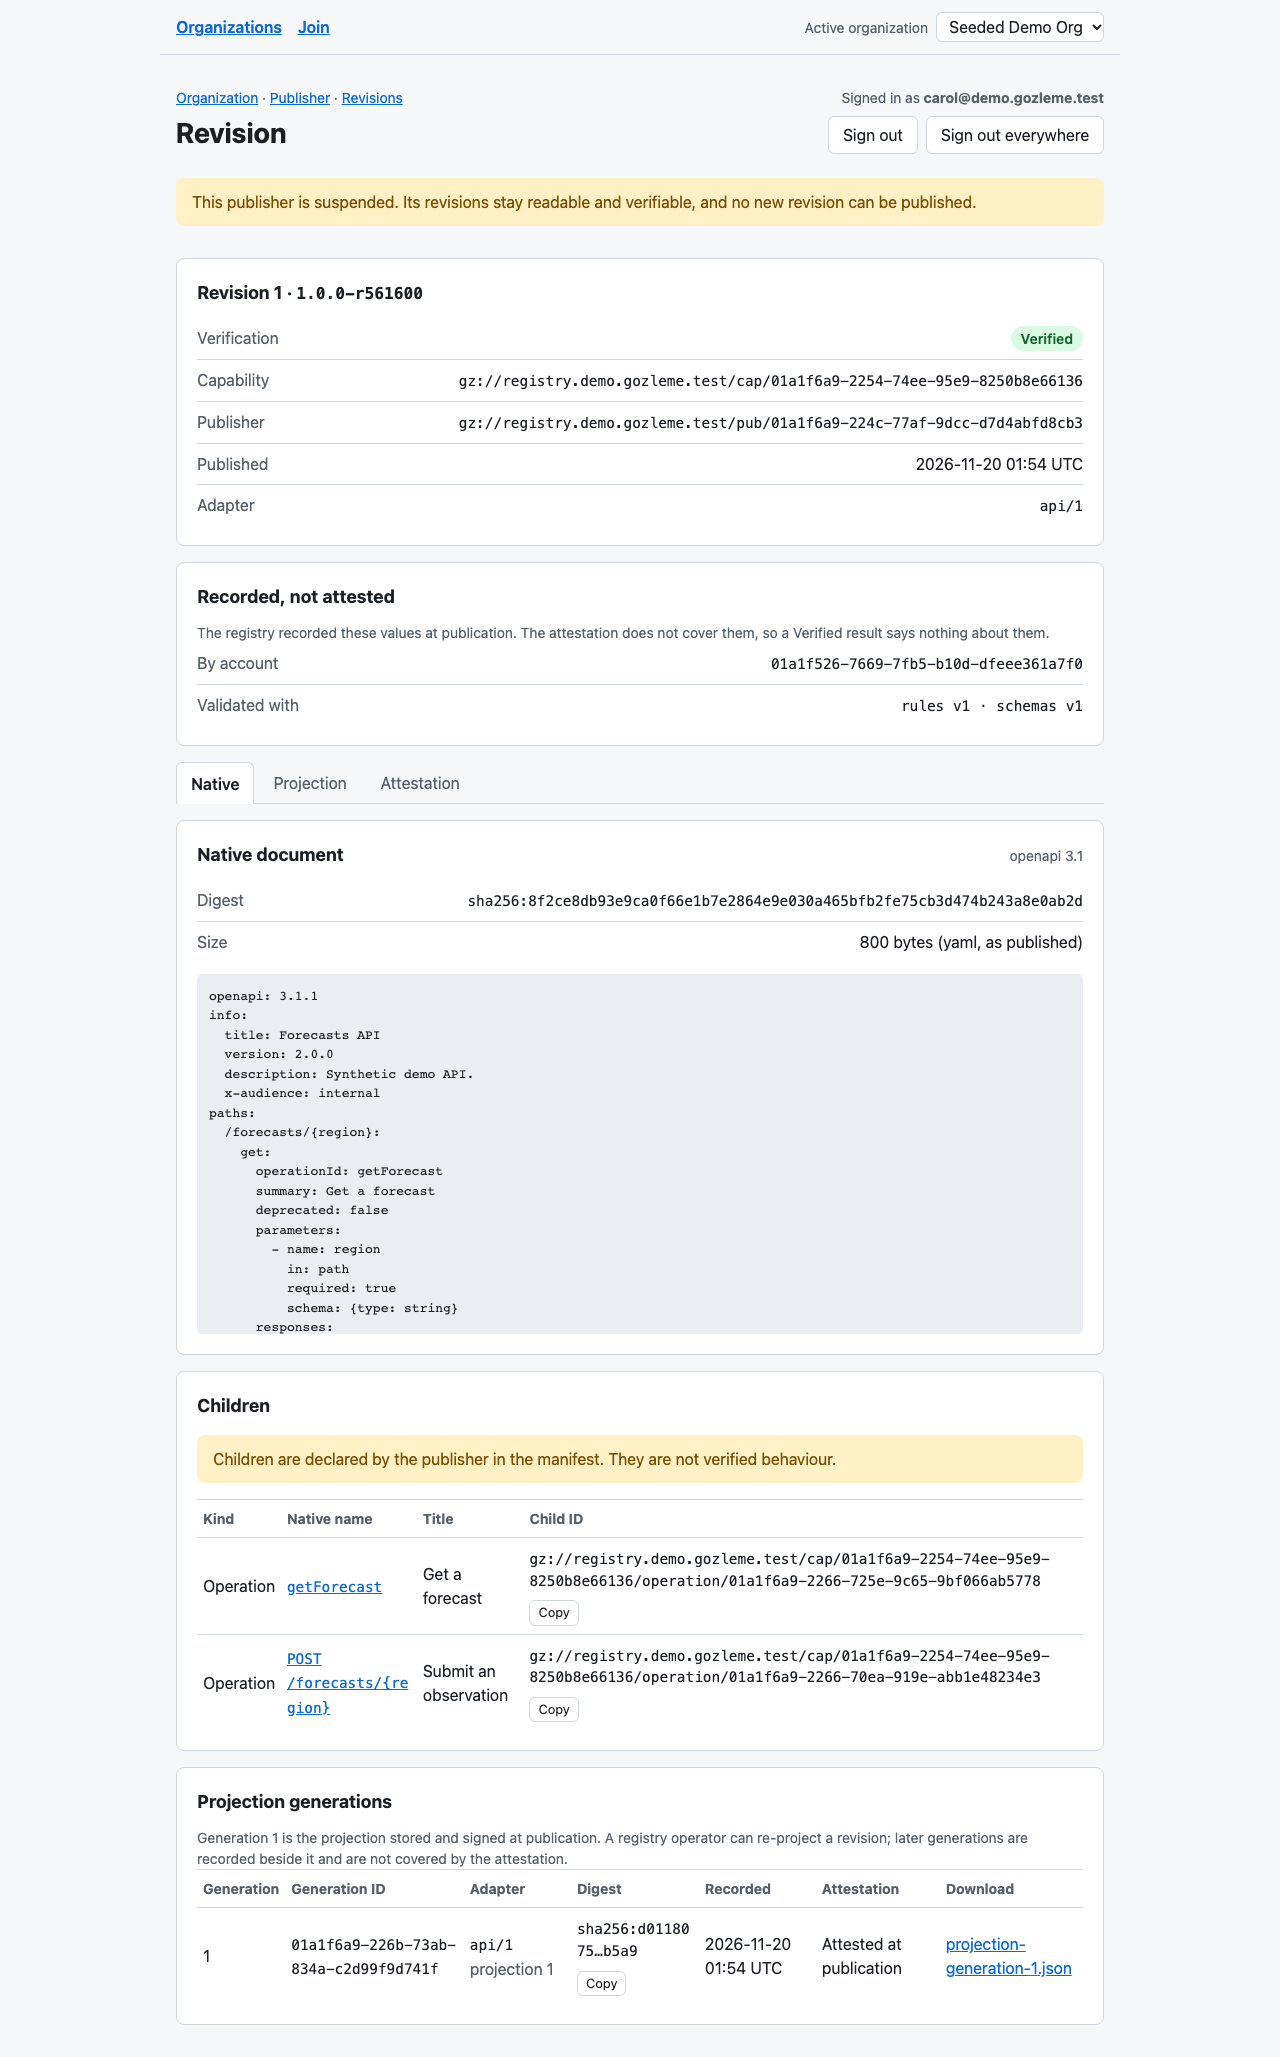 Organizations Join Active organization Seeded Demo Org
Organization · Publisher · Revisions Signed in as carol@demo.gozleme.test
Revision Sign out Sign out everywhere
This publisher is suspended. Its revisions stay readable and verifiable, and no new revision can be published.
Revision 1 · 1.0.0-r561600
Verification Verified
Capability gz://registry.demo.gozleme.test/cap/01a1f6a9-2254-74ee-95e9-8250b8e66136
Publisher gz://registry.demo.gozleme.test/pub/01a1f6a9-224c-77af-9dcc-d7d4abfd8cb3
Published 2026-11-20 01:54 UTC
Adapter api/1
Recorded, not attested
The registry recorded these values at publication. The attestation does not cover them, so a Verified result says nothing about them.
By account 01a1f526-7669-7fb5-b10d-dfeee361a7f0
Validated with rules v1 · schemas v1
Native Projection Attestation
Native document openapi 3.1
Digest sha256:8f2ce8db93e9ca0f66e1b7e2864e9e030a465bfb2fe75cb3d474b243a8e0ab2d
Size 800 bytes (yaml, as published)
openapi: 3.1.1
info:
  title: Forecasts API
  version: 2.0.0
  description: Synthetic demo API.
  x-audience: internal
paths:
  /forecasts/{region}:
    get:
      operationId: getForecast
      summary: Get a forecast
      deprecated: false
      parameters:
        - name: region
          in: path
          required: true
          schema: {type: string}
      responses:
Children
Children are declared by the publisher in the manifest. They are not verified behaviour.
Kind Native name Title Child ID
Operation getForecast Get a forecast gz://registry.demo.gozleme.test/cap/01a1f6a9-2254-74ee-95e9-
8250b8e66136/operation/01a1f6a9-2266-725e-9c65-9bf066ab5778
Copy
Operation POST /forecasts/{region} Submit an observation gz://registry.demo.gozleme.test/cap/01a1f6a9-2254-74ee-95e9-
8250b8e66136/operation/01a1f6a9-2266-70ea-919e-abb1e48234e3
Copy
Projection generations
Generation 1 is the projection stored and signed at publication. A registry operator can re-project a revision; later generations are
recorded beside it and are not covered by the attestation.
Generation Generation ID Adapter Digest Recorded Attestation Download
1 01a1f6a9-226b-73ab- api/1 sha256:d01180 2026-11-20 Attested at projection-
834a-c2d99f9d741f projection 1 75…b5a9 01:54 UTC publication generation-1.json
Copy